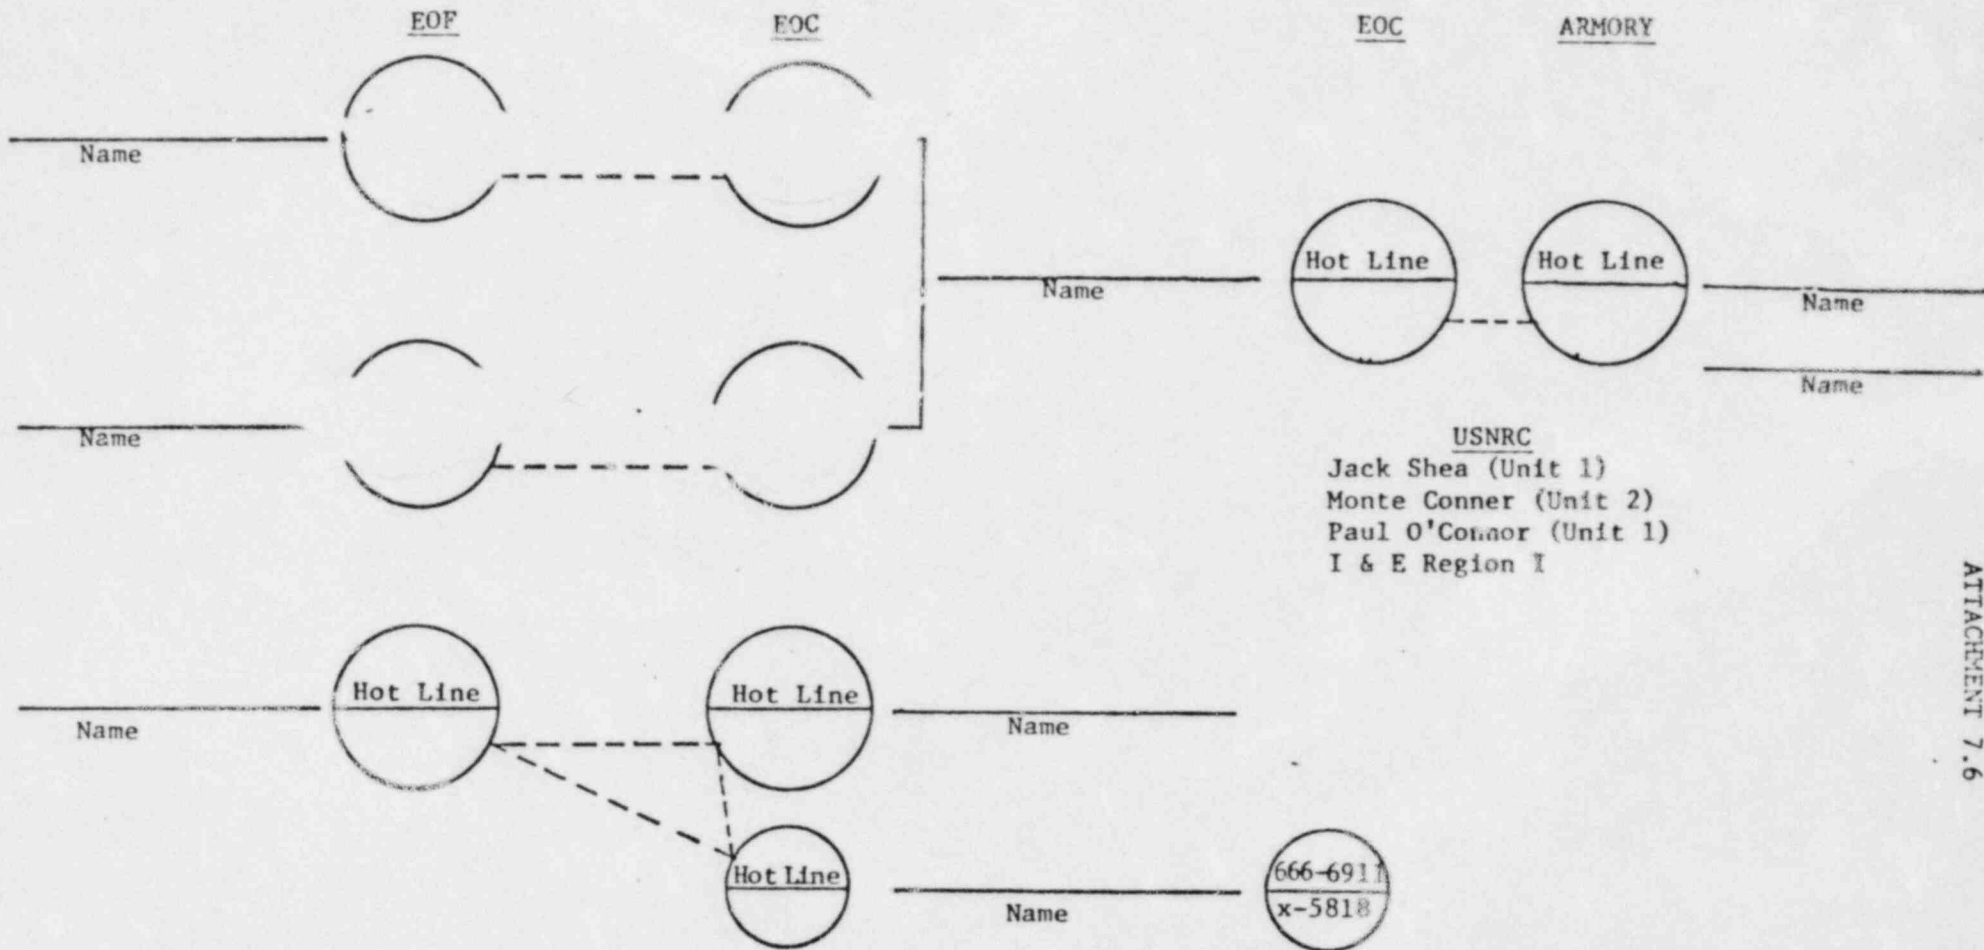 EOF
EOC
EOC
ARMORY
Name
Name
Hot Line
Hot Line
Name
Name
Name
USNRC
Jack Shea (Unit 1)
Monte Conner (Unit 2)
Paul O'Connor (Unit 1)
I & E Region I
Hot Line
Hot Line
Name
Name
Hot Line
Name
666-6911
x-5818
ATTACHMENT 7.6